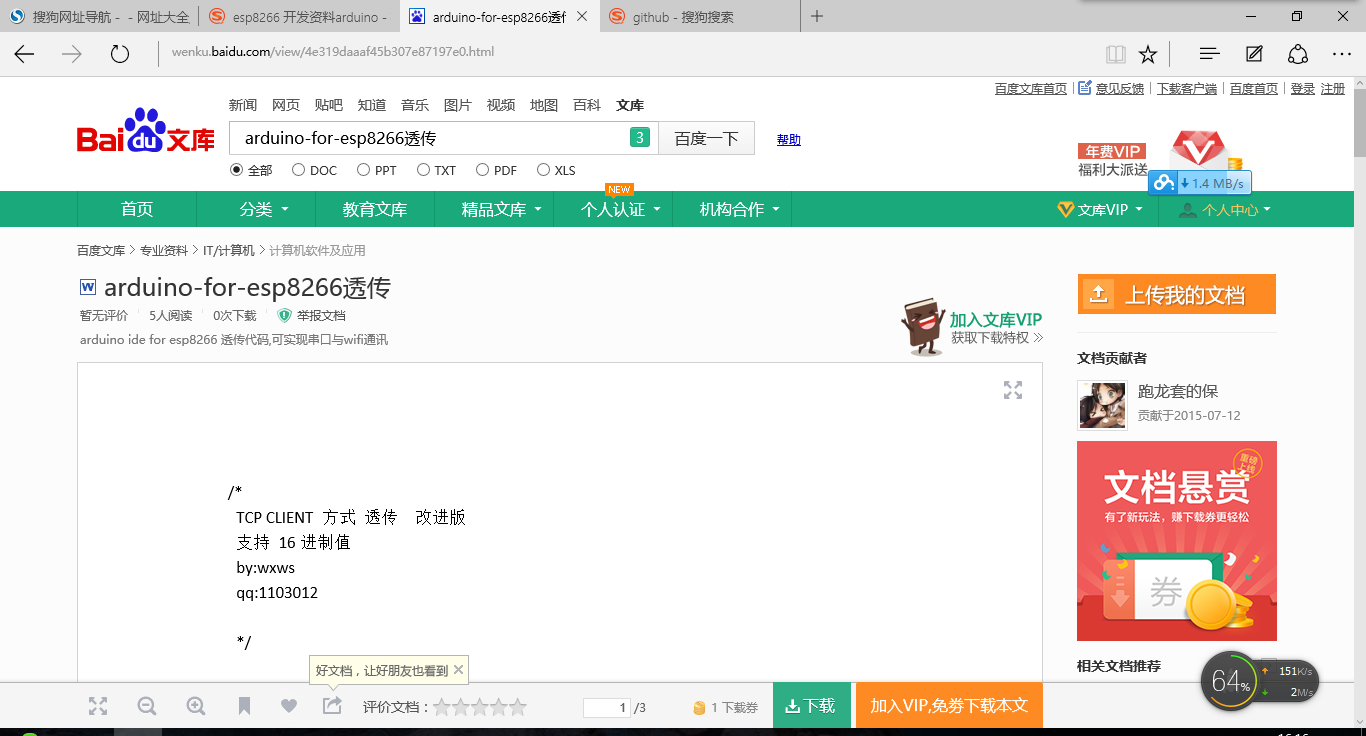 搜狗网址导航 - - 网址大全
esp8266 开发资料arduino -
arduino-for-esp8266透传
github - 搜狗搜索
wenku.baidu.com/view/4e319daaaf45b307e87197e0.html
百度文库首页 意见反馈 下载客户端 百度首页 登录 注册
新闻 网页 贴吧 知道 音乐 图片 视频 地图 百科 文库
Baidu文库
arduino-for-esp8266透传 3 百度一下 帮助
全部 DOC PPT TXT PDF XLS
年费VIP
福利大派送
1.4 MB/s
NEW
首页 分类 教育文库 精品文库 个人认证 机构合作 文库VIP 个人中心
百度文库 > 专业资料 > IT/计算机 > 计算机软件及应用
W arduino-for-esp8266透传
暂无评价 5人阅读 0次下载 举报文档
arduino ide for esp8266 透传代码,可实现串口与wifi通讯
加入文库VIP
获取下载特权
上传我的文档
文档贡献者
跑龙套的保
贡献于2015-07-12
重磅
上线
文档悬赏
有了新玩法，赚下载券更轻松
券
相关文档推荐
/*
TCP CLIENT 方式 透传 改进版
支持 16 进制值
by:wxws
qq:1103012
*/
好文档，让好朋友也看到
评价文档：
1 /3
1 下载券
下载
加入VIP,免券下载本文
64%
151K/s
2M/s